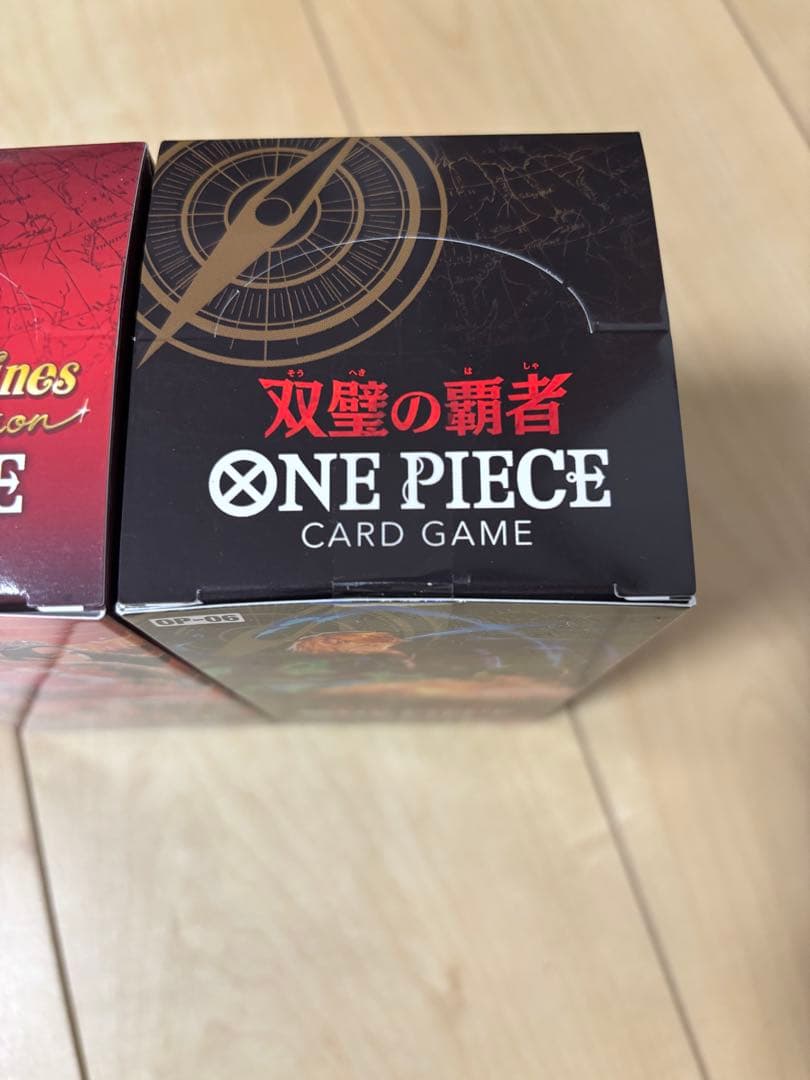 そう へき は しゃ
双璧の覇者
ONE PIECE
CARD GAME
OP-06
ines
ion
E